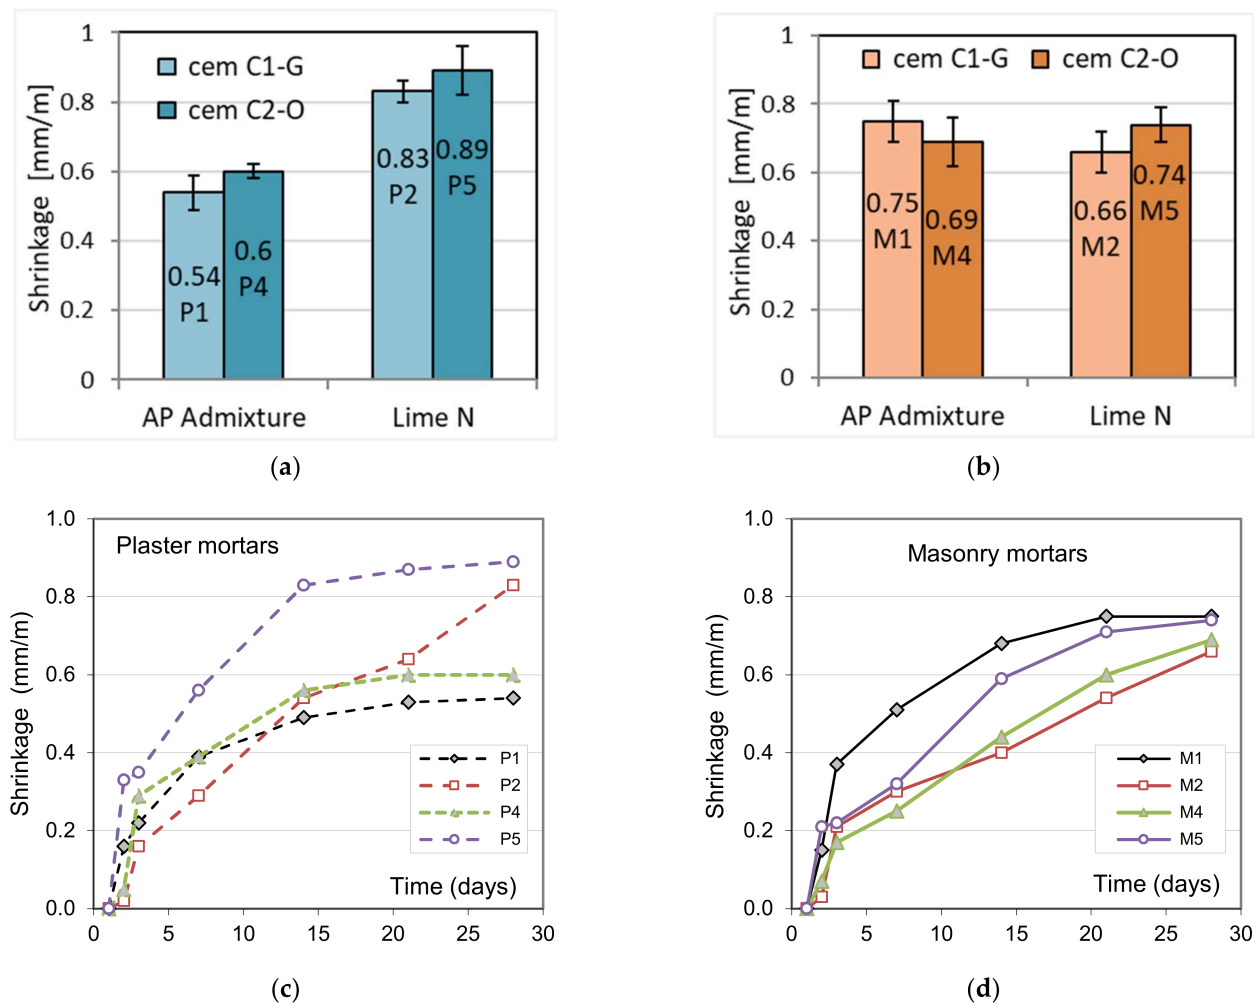 1
0.8
0.6
0.4
0.2
0
Shrinkage [mm/m]
cem C1-G
cem C2-O
0.54
P1
0.6
P4
0.83
P2
0.89
P5
AP Admixture
Lime N
(a)
1
0.8
0.6
0.4
0.2
0
Shrinkage [mm/m]
cem C1-G cem C2-O
0.75
M1
0.69
M4
0.66
M2
0.74
M5
AP Admixture
Lime N
(b)
1.0
0.8
0.6
0.4
0.2
0.0
Shrinkage (mm/m)
Plaster mortars
P1
P2
P4
P5
Time (days)
0 5 10 15 20 25 30
(c)
1.0
0.8
0.6
0.4
0.2
0.0
Shrinkage (mm/m)
Masonry mortars
M1
M2
M4
M5
Time (days)
0 5 10 15 20 25 30
(d)